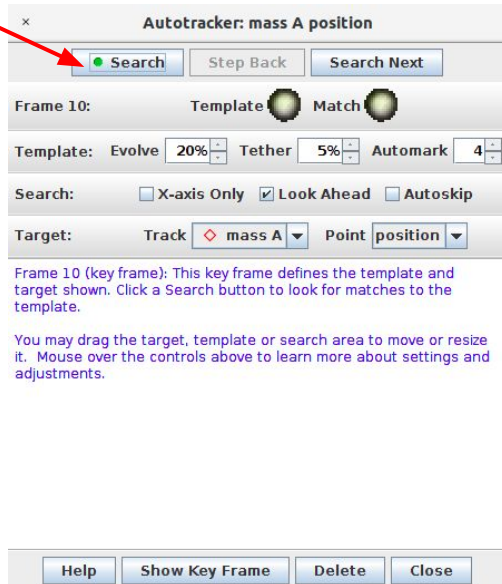 × Autotracker: mass A position
Search Step Back Search Next
Frame 10: Template Match
Template: Evolve 20% Tether 5% Automark 4
Search: X-axis Only Look Ahead Autoskip
Target: Track mass A Point position
Frame 10 (key frame): This key frame defines the template and
target shown. Click a Search button to look for matches to the
template.
You may drag the target, template or search area to move or resize
it. Mouse over the controls above to learn more about settings and
adjustments.
Help Show Key Frame Delete Close